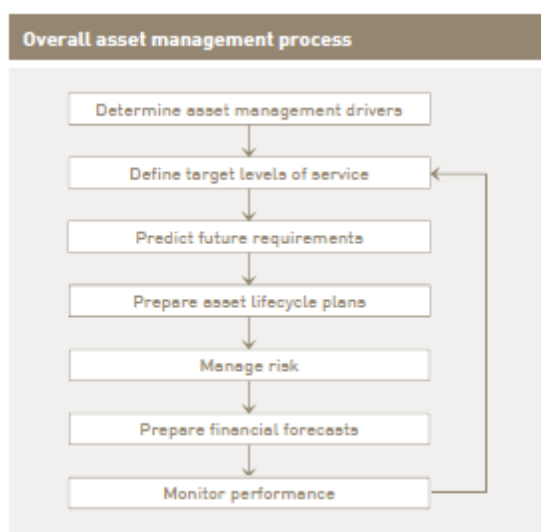 Overall asset management process
Determine asset management drivers
Define target levels of service
Predict future requirements
Prepare asset lifecycle plans
Manage risk
Prepare financial forecasts
Monitor performance